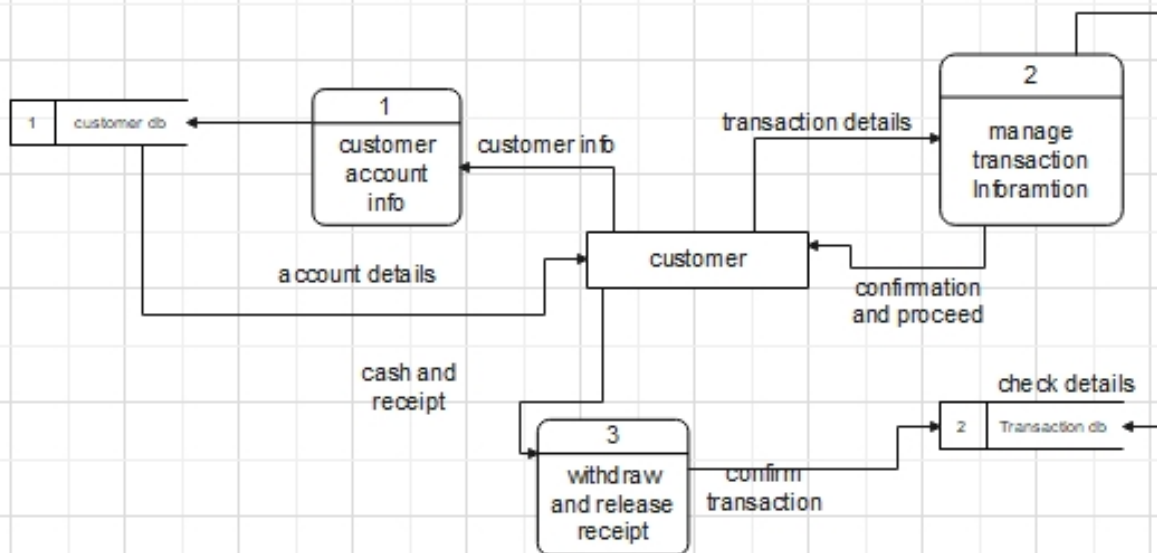 2
1
manage
transaction
Inforamtion
1
customer db
customer
account
info
customer info
transaction details
customer
account details
confirmation
and proceed
cash and
receipt
check details
3
withdraw
and release
receipt
2
Transaction db
confirm
transaction